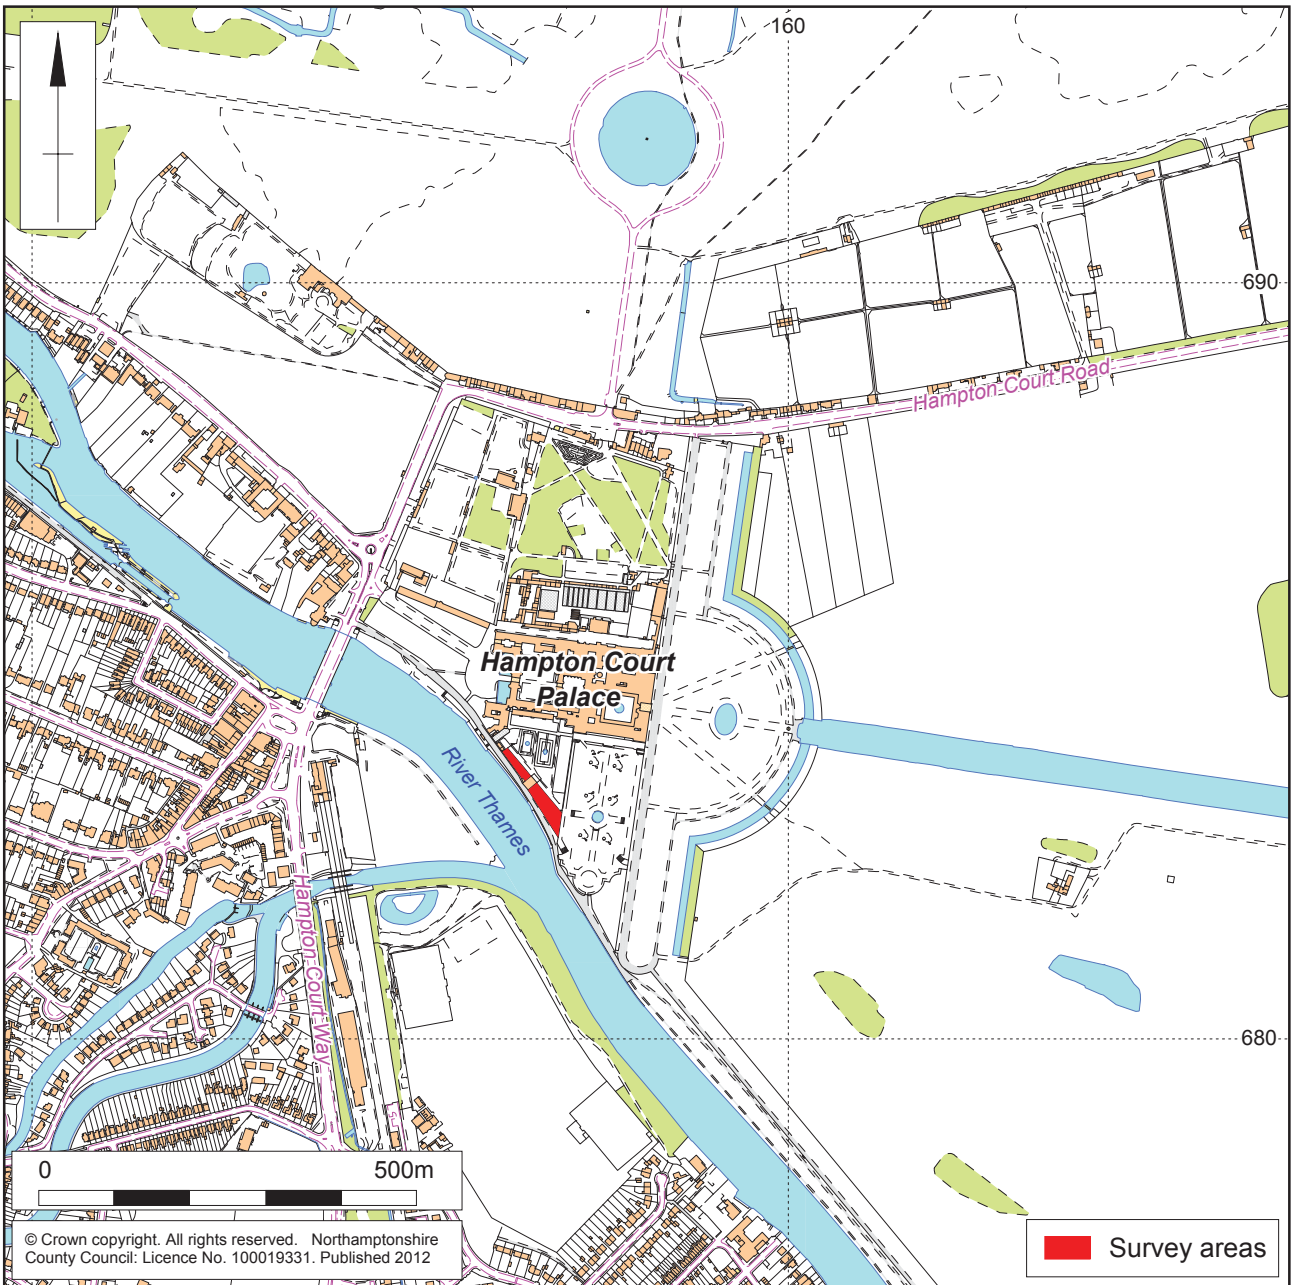 160
690
Hampton Court Road
Hampton Court
Palace
River Thames
Hampton Court Way
680
0 500m
© Crown copyright. All rights reserved. Northamptonshire
County Council: Licence No. 100019331. Published 2012
Survey areas